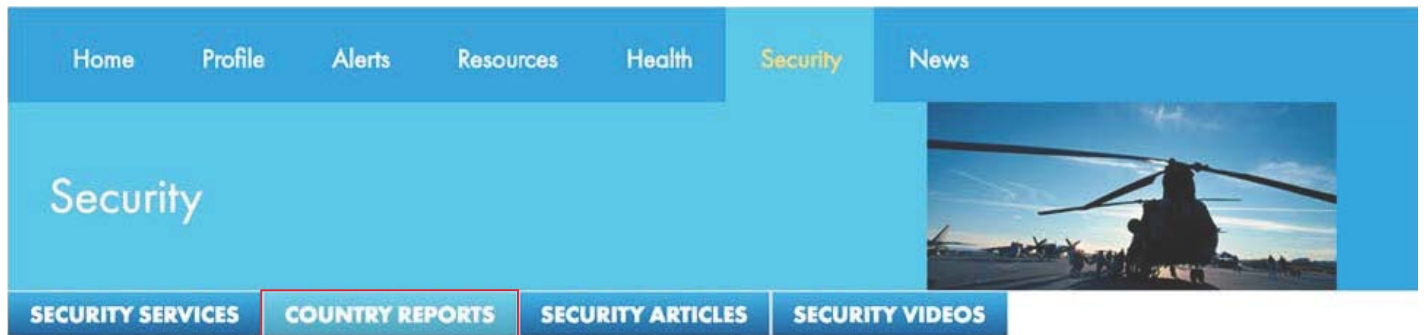 Home Profile Alerts Resources Health Security News
Security
SECURITY SERVICES COUNTRY REPORTS SECURITY ARTICLES SECURITY VIDEOS